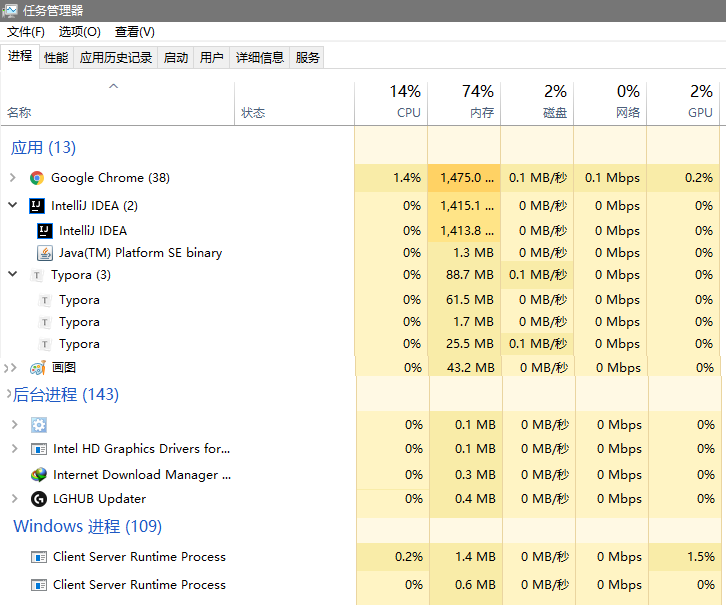 任务管理器
文件(F) 选项(O) 查看(V)
进程 性能 应用历史记录 启动 用户 详细信息 服务
14% 74% 2% 0% 2%
名称 状态 CPU 内存 磁盘 网络 GPU
应用 (13)
Google Chrome (38) 1.4% 1,475.0 ... 0.1 MB/秒 0.1 Mbps 0.2%
IntelliJ IDEA (2) 0% 1,415.1 ... 0 MB/秒 0 Mbps 0%
IJ IntelliJ IDEA 0% 1,413.8 ... 0 MB/秒 0 Mbps 0%
Java(TM) Platform SE binary 0% 1.3 MB 0 MB/秒 0 Mbps 0%
T Typora (3) 0% 88.7 MB 0.1 MB/秒 0 Mbps 0%
T Typora 0% 61.5 MB 0 MB/秒 0 Mbps 0%
T Typora 0% 1.7 MB 0 MB/秒 0 Mbps 0%
T Typora 0% 25.5 MB 0.1 MB/秒 0 Mbps 0%
画图 0% 43.2 MB 0 MB/秒 0 Mbps 0%
后台进程 (143)
0% 0.1 MB 0 MB/秒 0 Mbps 0%
Intel HD Graphics Drivers for... 0% 0.1 MB 0 MB/秒 0 Mbps 0%
Internet Download Manager ... 0% 0.3 MB 0 MB/秒 0 Mbps 0%
LGHUB Updater 0% 0.4 MB 0 MB/秒 0 Mbps 0%
Windows 进程 (109)
Client Server Runtime Process 0.2% 1.4 MB 0 MB/秒 0 Mbps 1.5%
Client Server Runtime Process 0% 0.6 MB 0 MB/秒 0 Mbps 0%